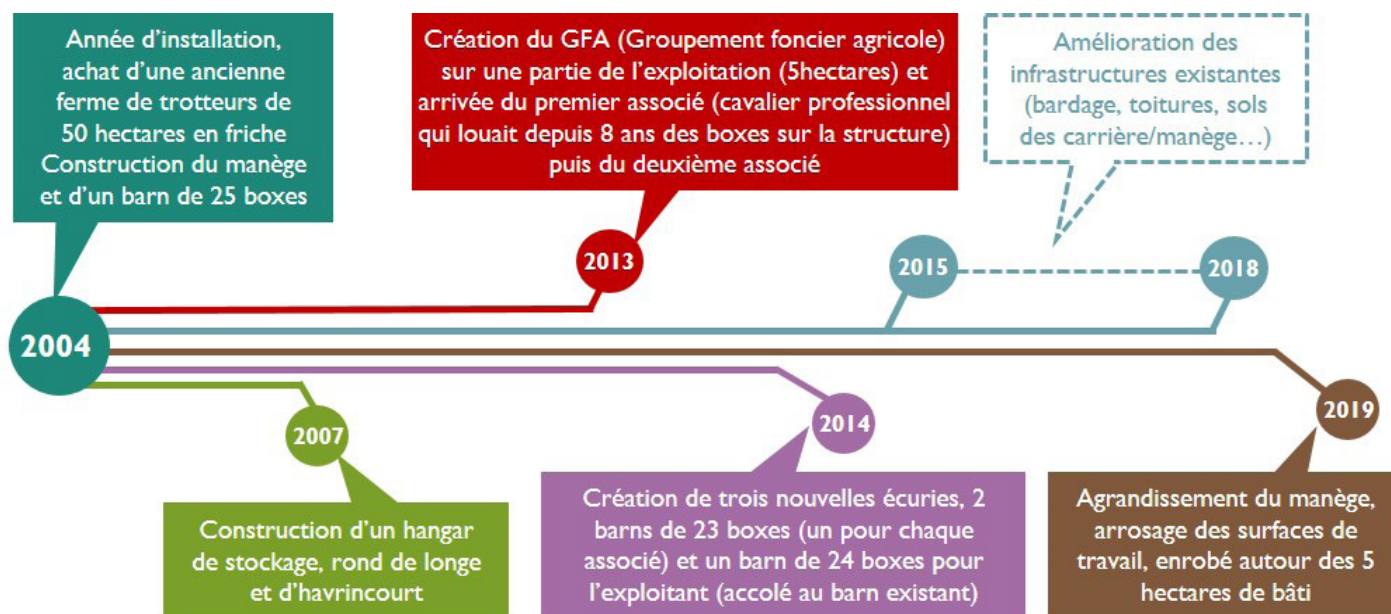 Année d’installation,
achat d’une ancienne
ferme de trotteurs de
50 hectares en friche
Construction du manège
et d’un barn de 25 boxes
Création du GFA (Groupement foncier agricole)
sur une partie de l’exploitation (5hectares) et
arrivée du premier associé (cavalier professionnel
qui louait depuis 8 ans des boxes sur la structure)
puis du deuxième associé
Amélioration des
infrastructures existantes
(bardage, toitures, sols
des carrière/manège…)
2013
2015
2018
2004
2007
2014
2019
Construction d’un hangar
de stockage, rond de longe
et d’havrincourt
Création de trois nouvelles écuries, 2
barns de 23 boxes (un pour chaque
associé) et un barn de 24 boxes pour
l’exploitant (accolé au barn existant)
Agrandissement du manège,
arrosage des surfaces de
travail, enrobé autour des 5
hectares de bâti